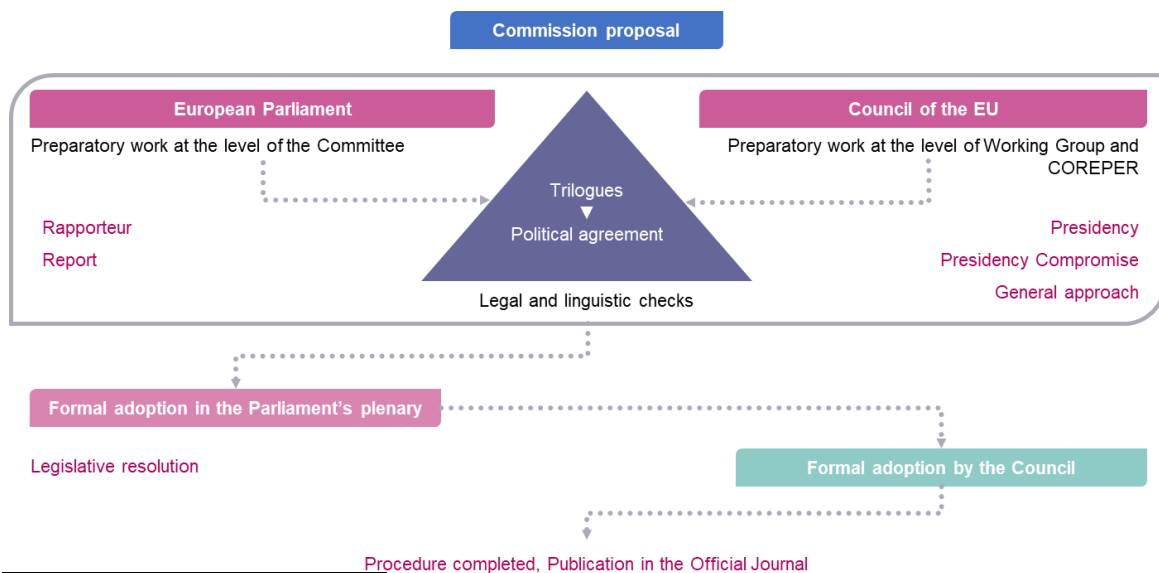 Commission proposal
European Parliament
Preparatory work at the level of the Committee
Rapporteur
Report
Trilogues
Political agreement
Legal and linguistic checks
Council of the EU
Preparatory work at the level of Working Group and
COREPER
Presidency
Presidency Compromise
General approach
Formal adoption in the Parliament's plenary
Legislative resolution
Formal adoption by the Council
Procedure completed, Publication in the Official Journal